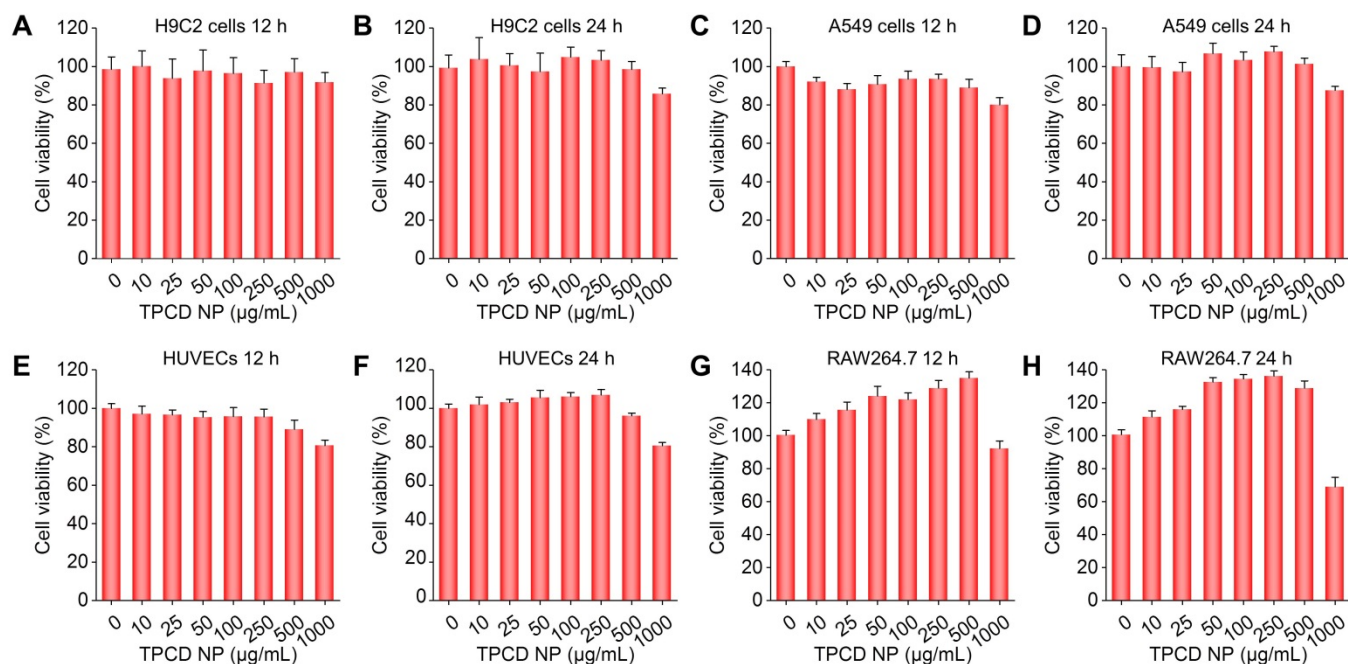 A
H9C2 cells 12 h
120
100
80
60
40
20
0
Cell viability (%)
0 10 25 50 100 250 500 1000
TPCD NP (µg/mL)
B
H9C2 cells 24 h
120
100
80
60
40
20
0
Cell viability (%)
0 10 25 50 100 250 500 1000
TPCD NP (µg/mL)
C
A549 cells 12 h
120
100
80
60
40
20
0
Cell viability (%)
0 10 25 50 100 250 500 1000
TPCD NP (µg/mL)
D
A549 cells 24 h
120
100
80
60
40
20
0
Cell viability (%)
0 10 25 50 100 250 500 1000
TPCD NP (µg/mL)
E
HUVECs 12 h
120
100
80
60
40
20
0
Cell viability (%)
0 10 25 50 100 250 500 1000
TPCD NP (µg/mL)
F
HUVECs 24 h
120
100
80
60
40
20
0
Cell viability (%)
0 10 25 50 100 250 500 1000
TPCD NP (µg/mL)
G
RAW264.7 12 h
140
120
100
80
60
40
20
0
Cell viability (%)
0 10 25 50 100 250 500 1000
TPCD NP (µg/mL)
H
RAW264.7 24 h
140
120
100
80
60
40
20
0
Cell viability (%)
0 10 25 50 100 250 500 1000
TPCD NP (µg/mL)